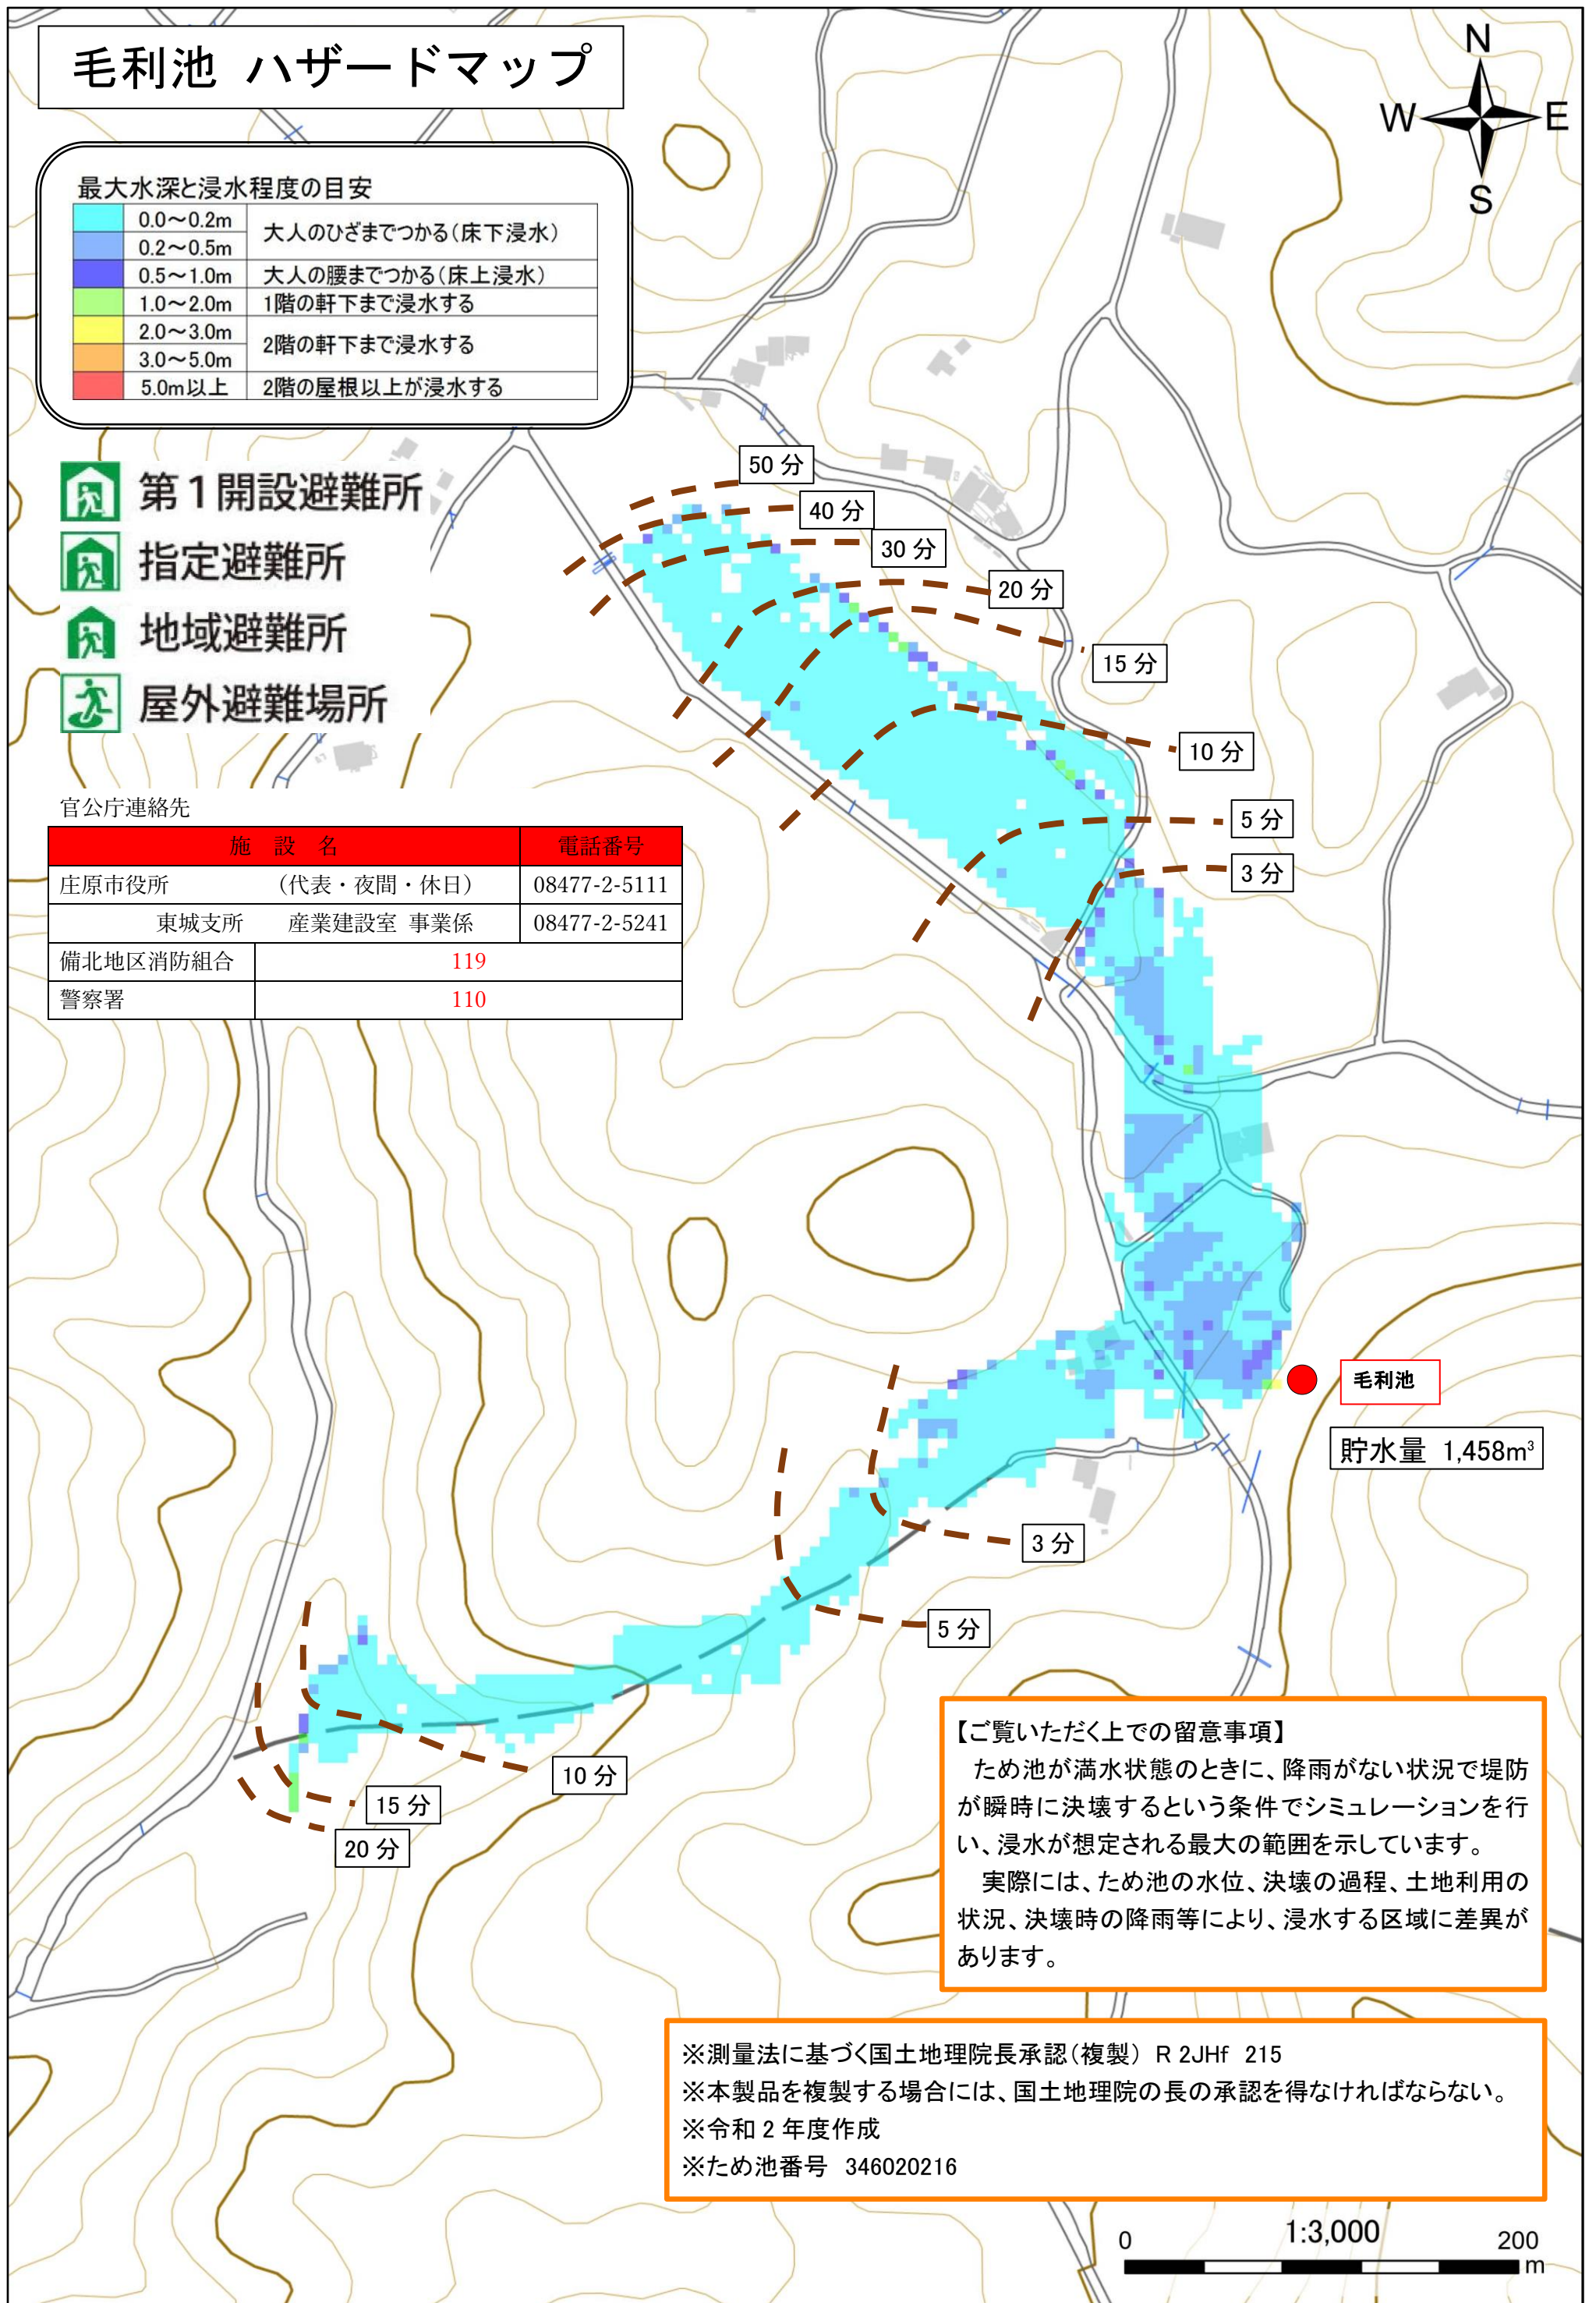 毛利池 ハザードマップ
N
W E
S
最大水深と浸水程度の目安
0.0～0.2m 大人のひざまでつかる(床下浸水)
0.2～0.5m
0.5～1.0m 大人の腰までつかる(床上浸水)
1.0～2.0m 1階の軒下まで浸水する
2.0～3.0m 2階の軒下まで浸水する
3.0～5.0m
5.0m以上 2階の屋根以上が浸水する
第1開設避難所
指定避難所
地域避難所
屋外避難場所
50 分
40 分
30 分
20 分
15 分
10 分
5 分
3 分
官公庁連絡先
施 設 名 電話番号
庄原市役所 (代表・夜間・休日) 08477-2-5111
東城支所 産業建設室 事業係 08477-2-5241
備北地区消防組合 119
警察署 110
毛利池
貯水量 1,458m³
3 分
5 分
10 分
15 分
20 分
【ご覧いただく上での留意事項】
ため池が満水状態のときに、降雨がない状況で堤防
が瞬時に決壊するという条件でシミュレーションを行
い、浸水が想定される最大の範囲を示しています。
実際には、ため池の水位、決壊の過程、土地利用の
状況、決壊時の降雨等により、浸水する区域に差異が
あります。
※測量法に基づく国土地理院長承認(複製) R 2JHf 215
※本製品を複製する場合には、国土地理院の長の承認を得なければならない。
※令和 2 年度作成
※ため池番号 346020216
1:3,000
0 200
m